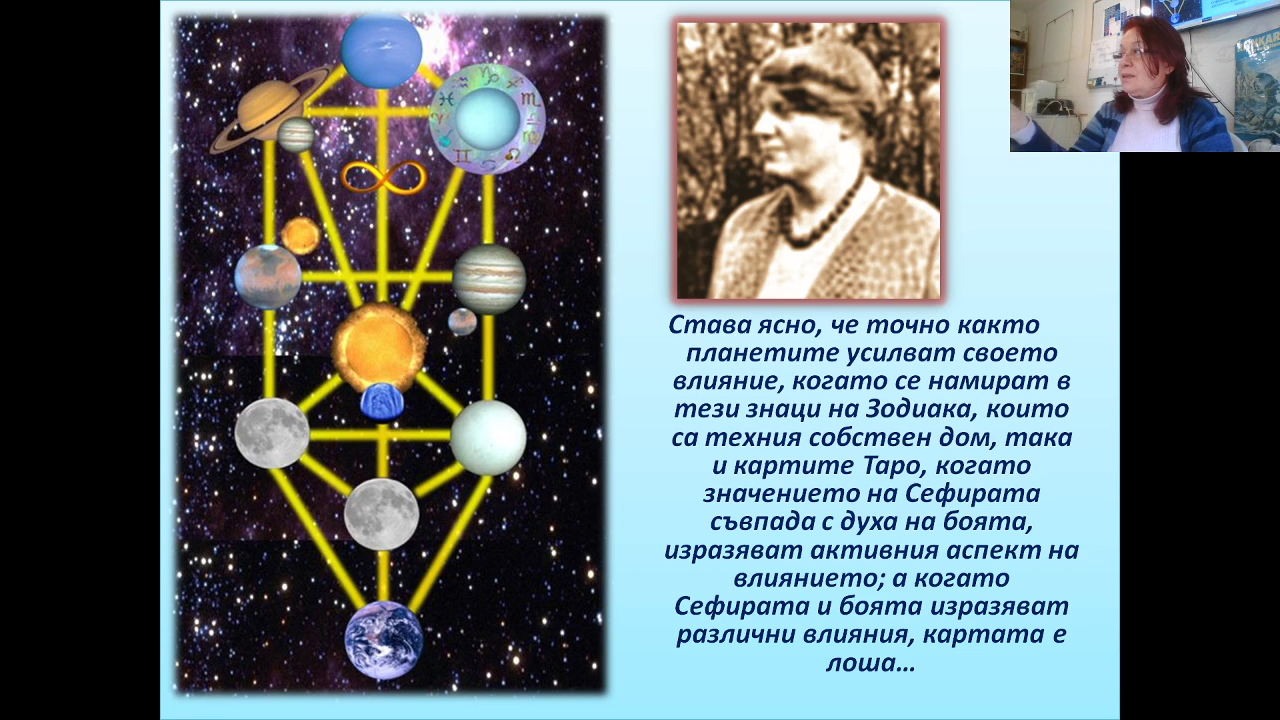 Става ясно, че точно както
планетите усилват своето
влияние, когато се намират в
тези знаци на Зодиака, които
са техния собствен дом, така
и картите Таро, когато
значението на Сефирата
съвпада с духа на боята,
изразяват активния аспект на
влиянието; а когато
Сефирата и боята изразяват
различни влияния, картата е
лоша...